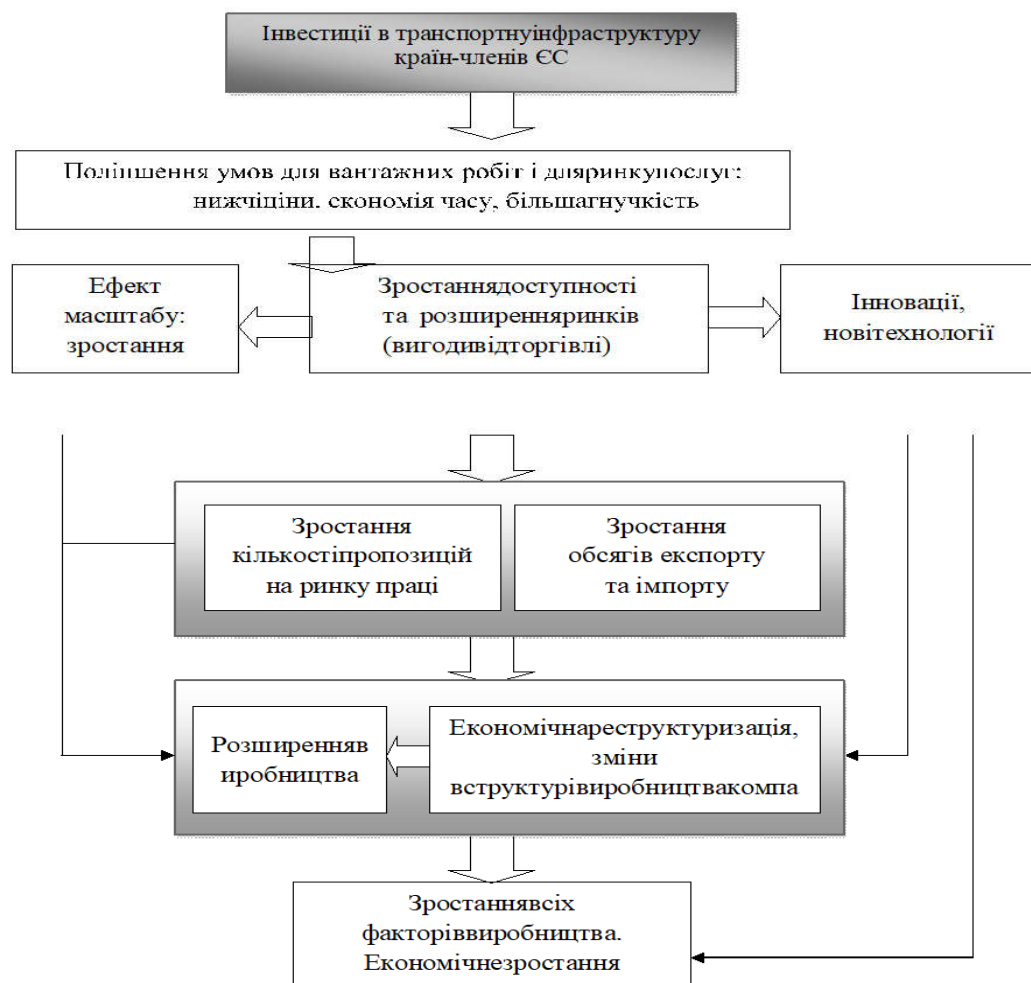 Інвестиції в транспортнуінфраструктуру
країн-членів ЄС
Поліпшення умов для вантажних робіт і дляринкупослуг:
нижчіціни, економія часу, більшагнучкість
Ефект
масштабу:
зростання
Зростаннядоступності
та розширенняринків
(вигодивідторгівлі)
Інновації,
новітехнології
Зростання
кількостіпропозицій
на ринку праці
Зростання
обсягів експорту
та імпорту
Розширенняв
иробництва
Економічнареструктуризація,
зміни
вструктурівиробництвакомпа
Зростаннявсіх
факторіввиробництва.
Економічнезростання